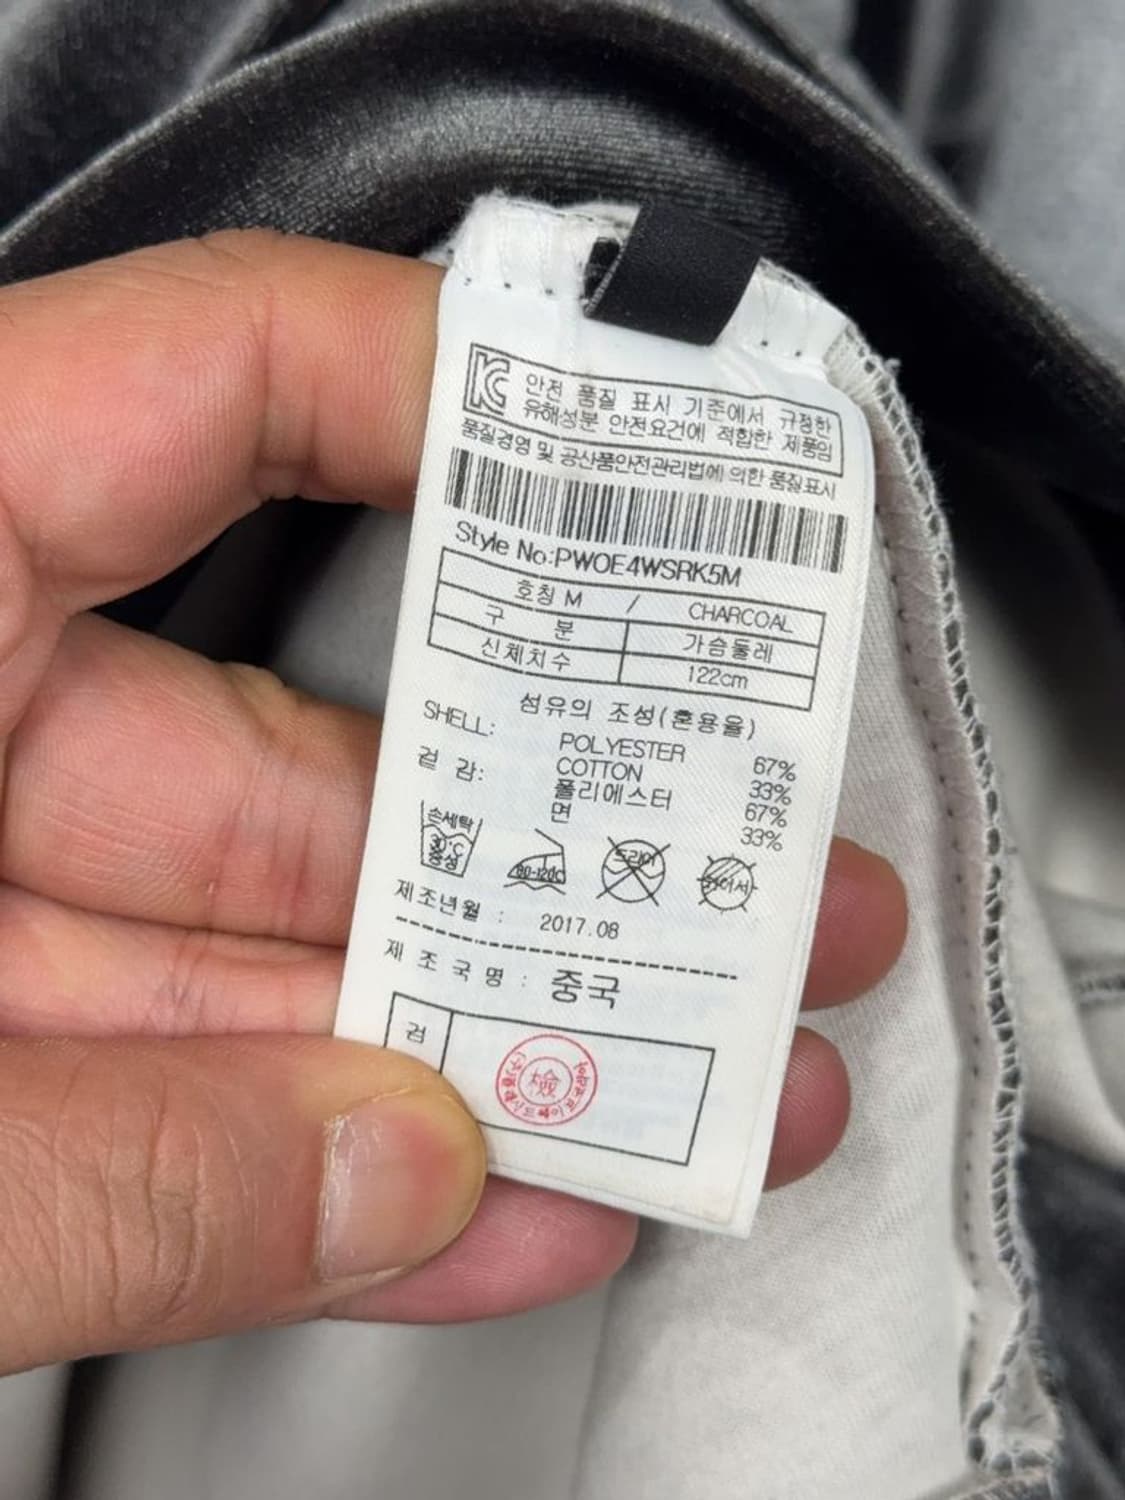 안전 품질 표시 기준에서 규정한
유해성분 안전요건에 적합한 제품임
품질경영 및 공산품안전관리법에 의한 품질표시
Style No:PWOE4WSRK5M
호칭 M / CHARCOAL
구 분 가슴둘레
신체치수 122cm
섬유의 조성(혼용율)
SHELL: POLYESTER 67%
COTTON 33%
겉 감: 폴리에스터 67%
면 33%
손세탁
30°C
중성
80-120C
드라이
제조년월 : 2017.08
제 조 국 명 : 중국
검
檢